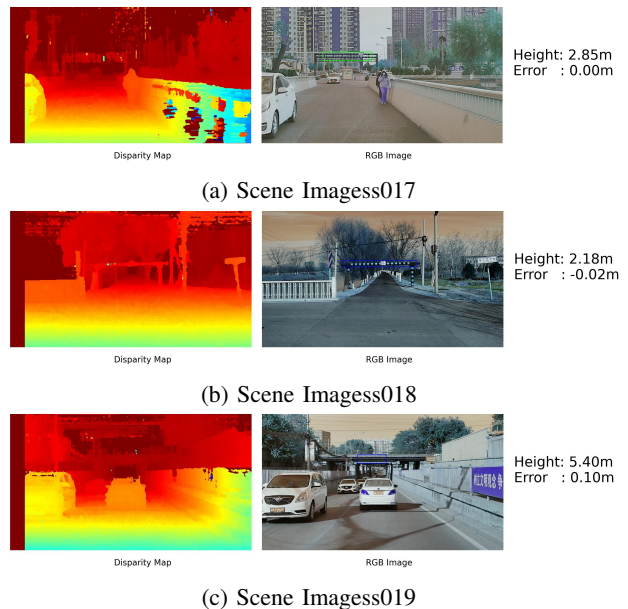 Height: 2.85m
Error : 0.00m
Disparity Map
RGB Image
(a) Scene Imagess017
Height: 2.18m
Error : -0.02m
Disparity Map
RGB Image
(b) Scene Imagess018
Height: 5.40m
Error : 0.10m
Disparity Map
RGB Image
(c) Scene Imagess019